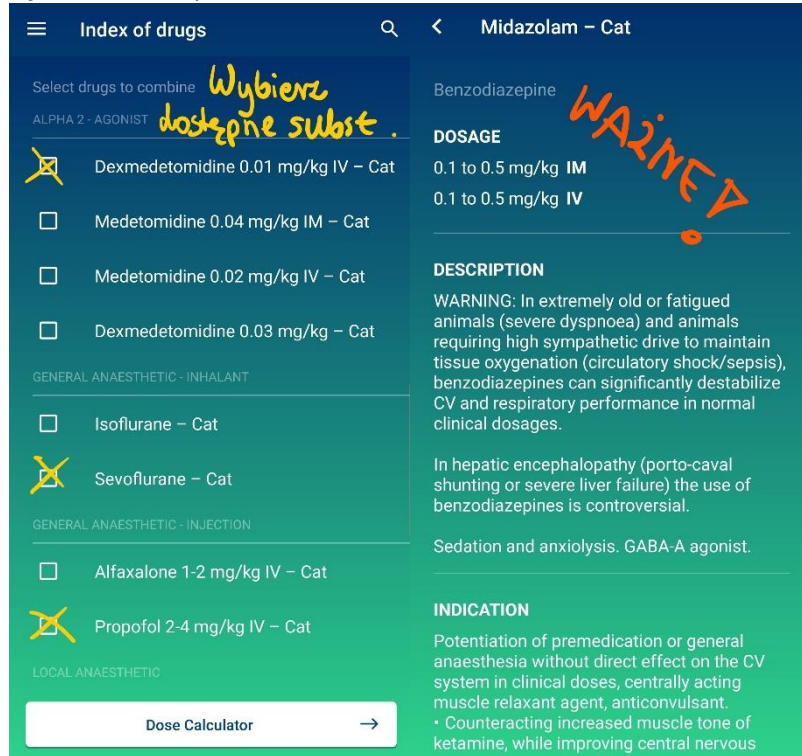 Index of drugs
Select drugs to combine Wybierz
ALPHA 2 - AGONIST dostępne subst.
Dexmedetomidine 0.01 mg/kg IV – Cat
Medetomidine 0.04 mg/kg IM – Cat
Medetomidine 0.02 mg/kg IV – Cat
Dexmedetomidine 0.03 mg/kg – Cat
GENERAL ANAESTHETIC - INHALANT
Isoflurane – Cat
Sevoflurane – Cat
GENERAL ANAESTHETIC - INJECTION
Alfaxalone 1-2 mg/kg IV – Cat
Propofol 2-4 mg/kg IV – Cat
LOCAL ANAESTHETIC
Dose Calculator →
Midazolam – Cat
Benzodiazepine
WAŻNE!
DOSAGE
0.1 to 0.5 mg/kg IM
0.1 to 0.5 mg/kg IV
DESCRIPTION
WARNING: In extremely old or fatigued
animals (severe dyspnoea) and animals
requiring high sympathetic drive to maintain
tissue oxygenation (circulatory shock/sepsis),
benzodiazepines can significantly destabilize
CV and respiratory performance in normal
clinical dosages.
In hepatic encephalopathy (porto-caval
shunting or severe liver failure) the use of
benzodiazepines is controversial.
Sedation and anxiolysis. GABA-A agonist.
INDICATION
Potentiation of premedication or general
anaesthesia without direct effect on the CV
system in clinical doses, centrally acting
muscle relaxant agent, anticonvulsant.
• Counteracting increased muscle tone of
ketamine, while improving central nervous